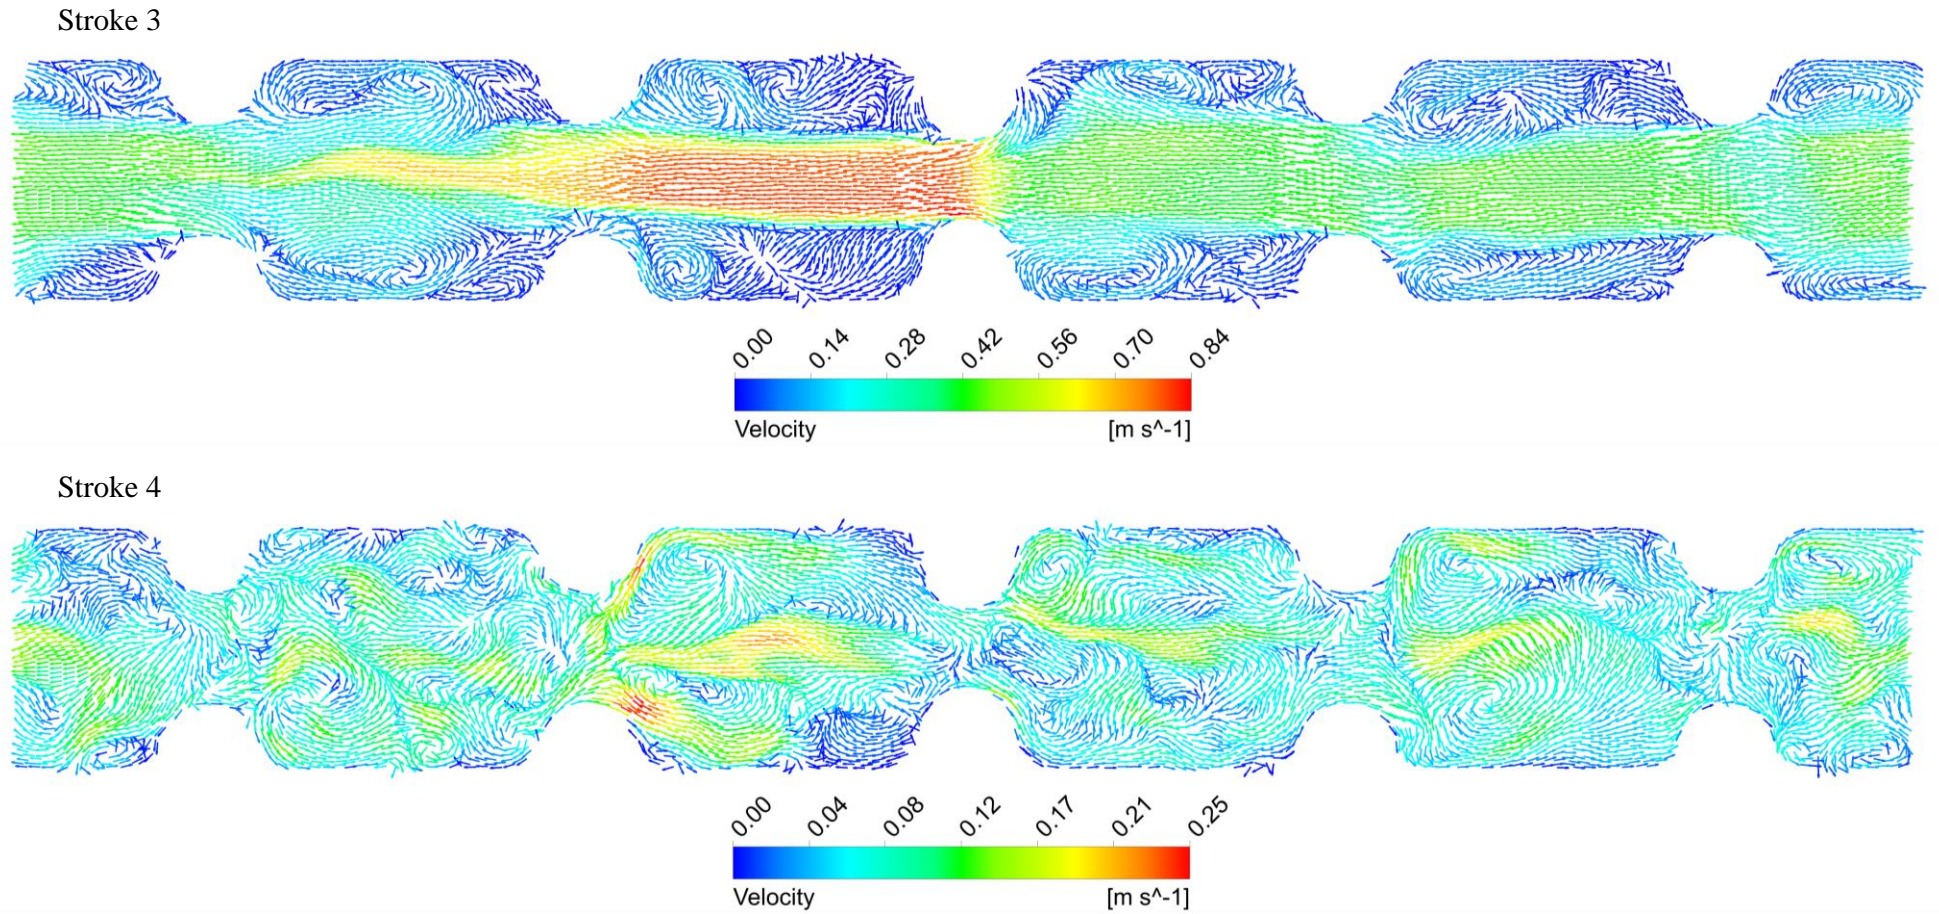 Stroke 3
0.00 0.14 0.28 0.42 0.56 0.70 0.84
Velocity [m s^-1]
Stroke 4
0.00 0.04 0.08 0.12 0.17 0.21 0.25
Velocity [m s^-1]